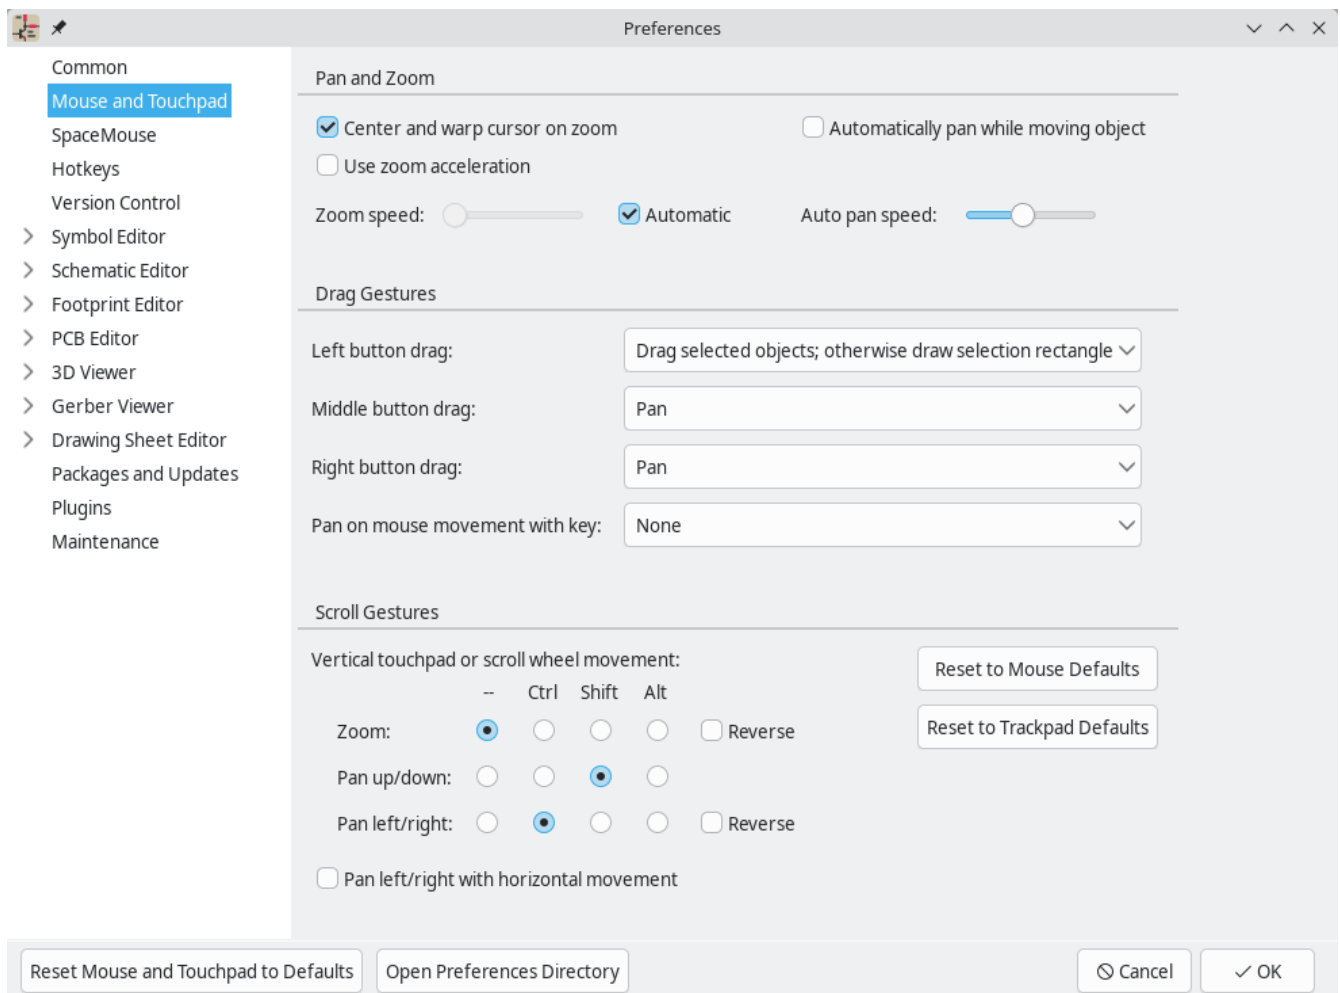 Preferences
Common
Mouse and Touchpad
SpaceMouse
Hotkeys
Version Control
Symbol Editor
Schematic Editor
Footprint Editor
PCB Editor
3D Viewer
Gerber Viewer
Drawing Sheet Editor
Packages and Updates
Plugins
Maintenance
Pan and Zoom
Center and warp cursor on zoom
Automatically pan while moving object
Use zoom acceleration
Zoom speed:
Automatic
Auto pan speed:
Drag Gestures
Left button drag:
Drag selected objects; otherwise draw selection rectangle
Middle button drag:
Pan
Right button drag:
Pan
Pan on mouse movement with key:
None
Scroll Gestures
Vertical touchpad or scroll wheel movement:
-- Ctrl Shift Alt
Zoom:
Reverse
Pan up/down:
Pan left/right:
Reverse
Pan left/right with horizontal movement
Reset to Mouse Defaults
Reset to Trackpad Defaults
Reset Mouse and Touchpad to Defaults
Open Preferences Directory
Cancel
OK